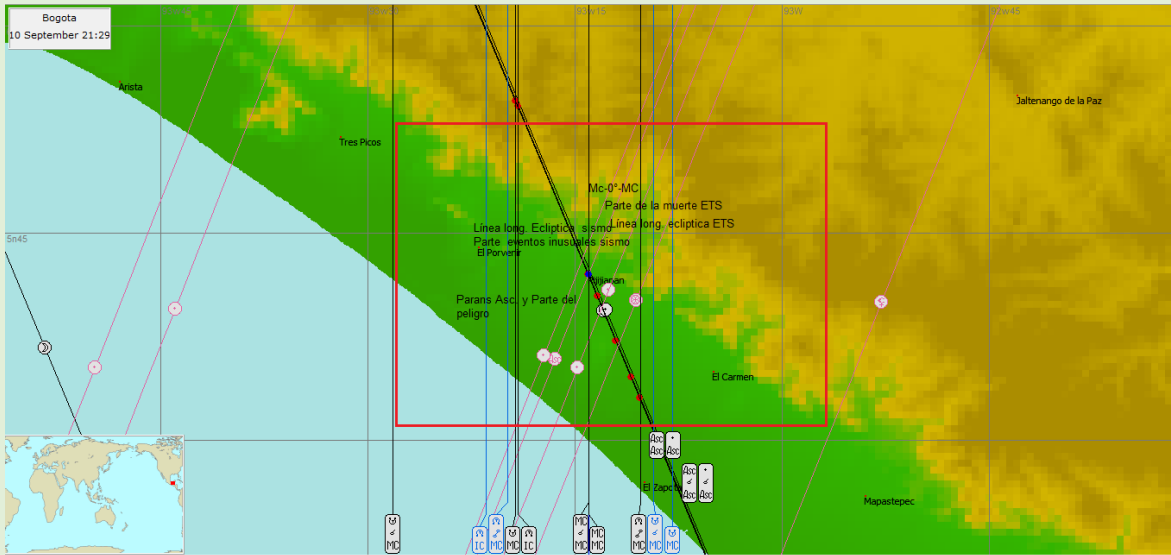 Bogota
10 September 21:29
93w15
93W
92w45
Arista
Jaltenango de la Paz
Tres Picos
Mc-0°-MC
Parte de la muerte ETS
Línea long. Ecliptica sismo
Línea long. ecliptica ETS
Parte eventos inusuales sismo
5n45
El Porvenir
Parans Asc. y Parte del
peligro
Asc
El Carmen
Asc
Asc
Asc
Asc
Asc
Asc
El Zapota
Mapastepec
MC
IC
MC
MC
IC
MC
MC
MC
MC
MC
MC